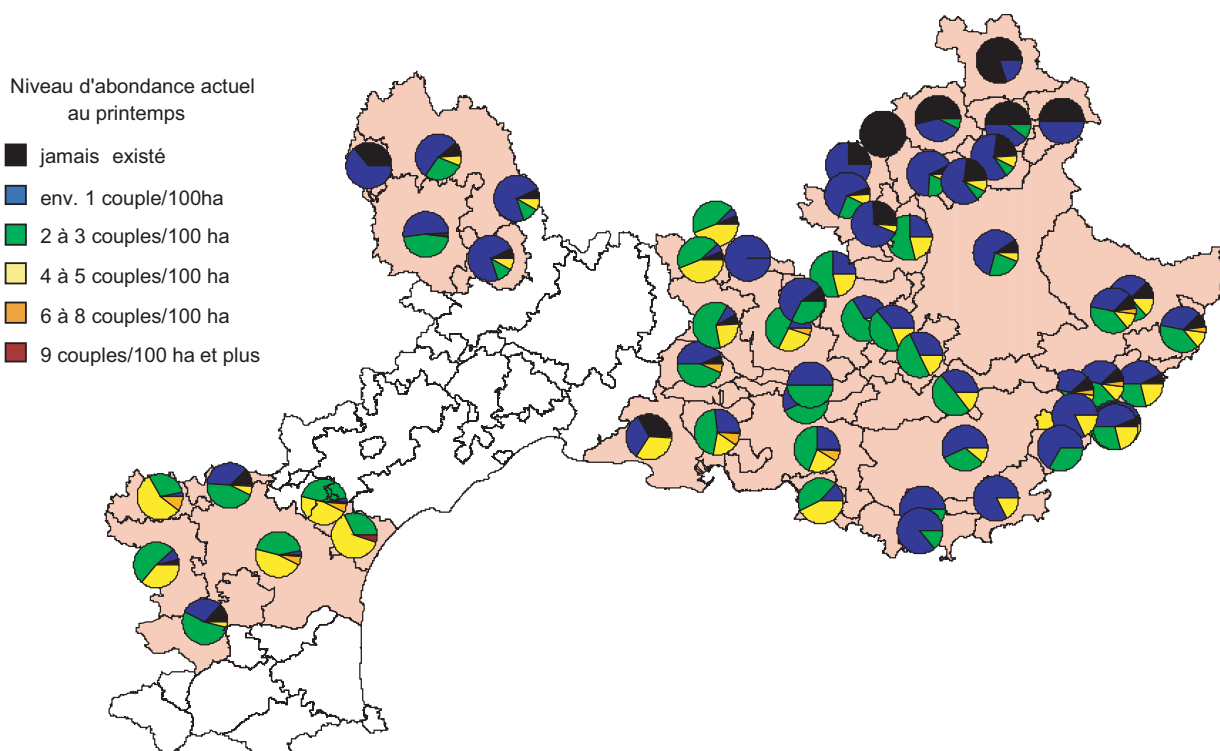 Niveau d'abondance actuel
au printemps
jamais existé
env. 1 couple/100ha
2 à 3 couples/100 ha
4 à 5 couples/100 ha
6 à 8 couples/100 ha
9 couples/100 ha et plus